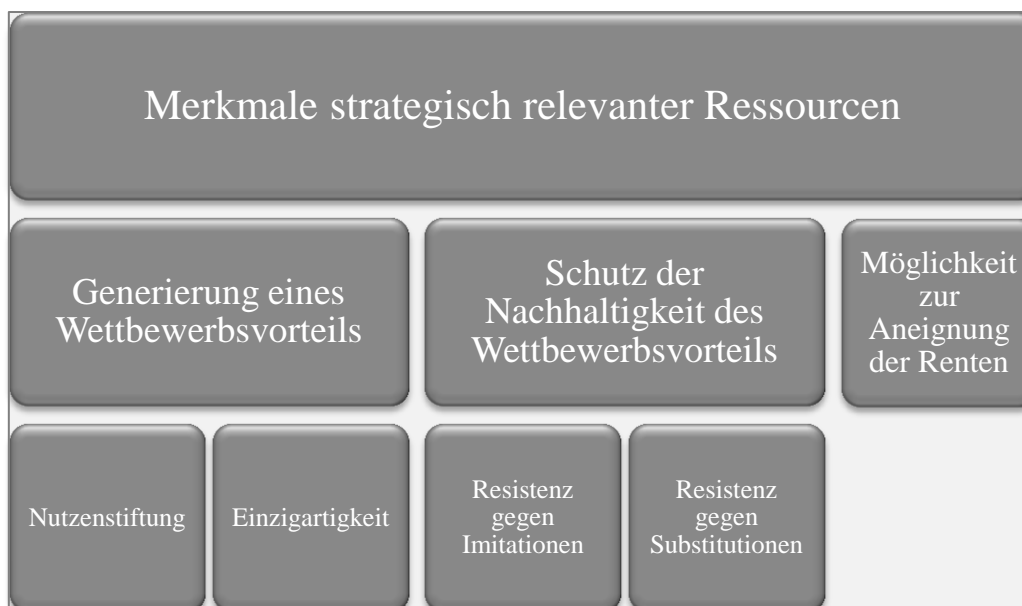 Merkmale strategisch relevanter Ressourcen
Generierung eines
Wettbewerbsvorteils
Schutz der
Nachhaltigkeit des
Wettbewerbsvorteils
Möglichkeit
zur
Aneignung
der Renten
Nutzenstiftung
Einzigartigkeit
Resistenz
gegen
Imitationen
Resistenz
gegen
Substitutionen